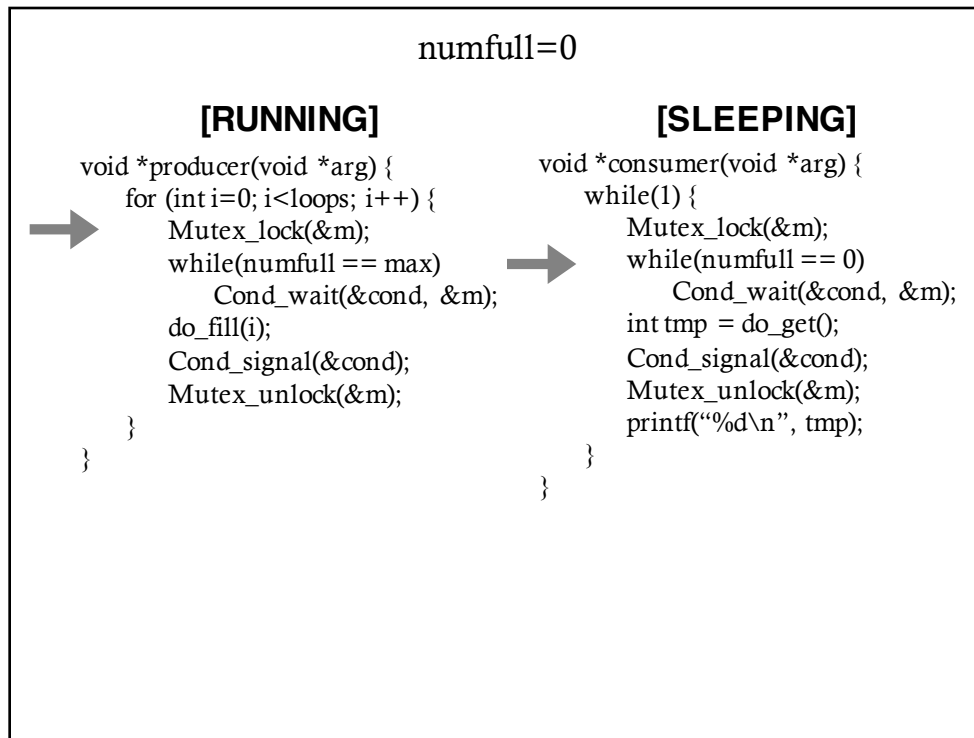 numfull=0
[RUNNING]
void *producer(void *arg) {
for (int i=0; i<loops; i++) {
Mutex_lock(&m);
while(numfull == max)
Cond_wait(&cond, &m);
do_fill(i);
Cond_signal(&cond);
Mutex_unlock(&m);
}
}
[SLEEPING]
void *consumer(void *arg) {
while(1) {
Mutex_lock(&m);
while(numfull == 0)
Cond_wait(&cond, &m);
int tmp = do_get();
Cond_signal(&cond);
Mutex_unlock(&m);
printf(“%d\n”, tmp);
}
}